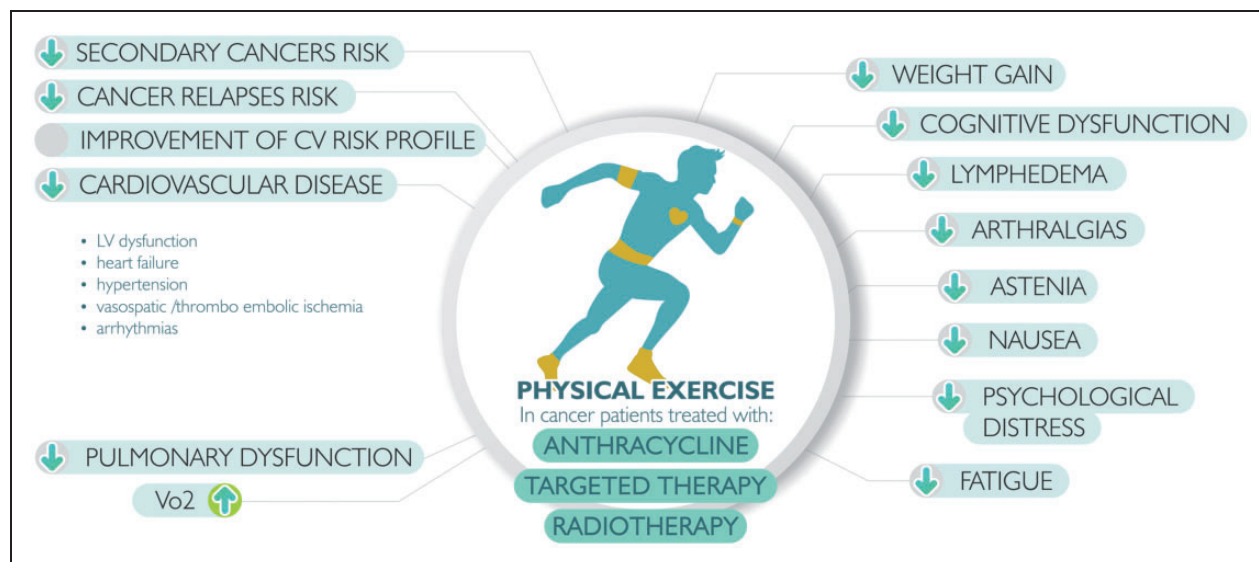 SECONDARY CANCERS RISK
CANCER RELAPSES RISK
IMPROVEMENT OF CV RISK PROFILE
CARDIOVASCULAR DISEASE
• LV dysfunction
• heart failure
• hypertension
• vasospatic /thrombo embolic ischemia
• arrhythmias
PULMONARY DYSFUNCTION
Vo2
PHYSICAL EXERCISE
In cancer patients treated with:
ANTHRACYCLINE
TARGETED THERAPY
RADIOTHERAPY
WEIGHT GAIN
COGNITIVE DYSFUNCTION
LYMPHEDEMA
ARTHRALGIAS
ASTENIA
NAUSEA
PSYCHOLOGICAL
DISTRESS
FATIGUE